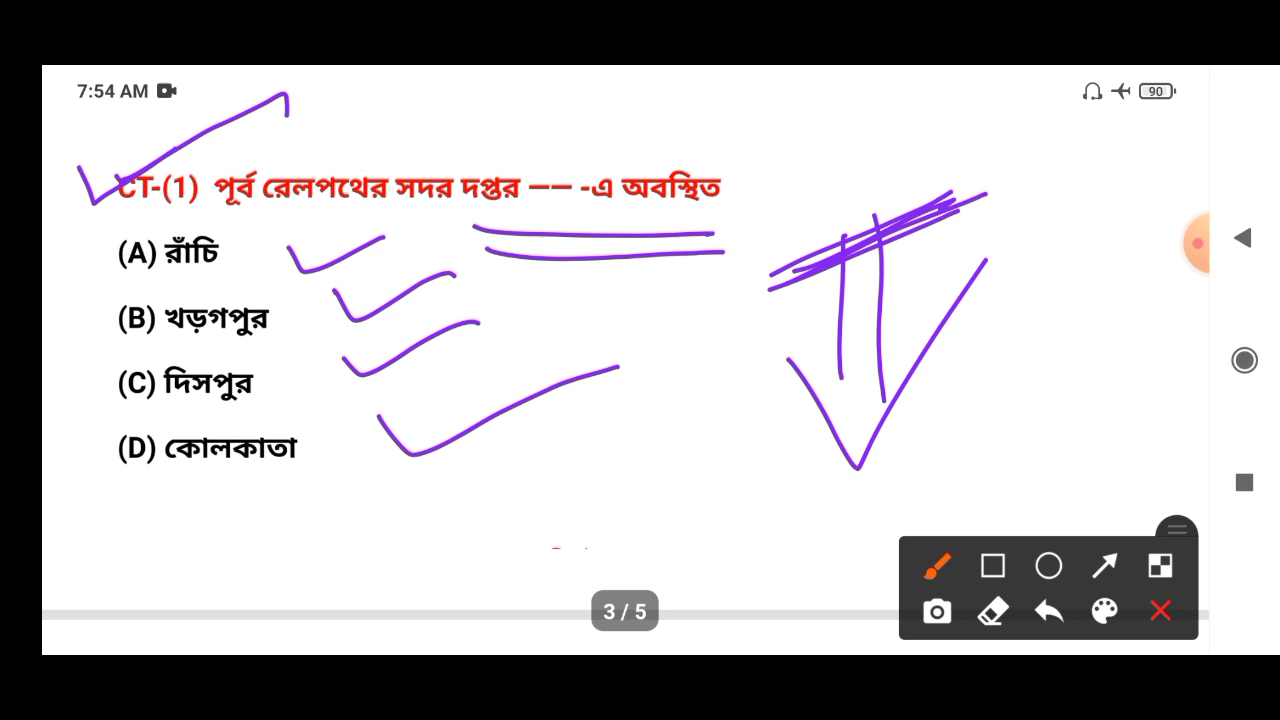 7:54 AM
90
CT-(1) পূর্ব রেলপথের সদর দপ্তর —— -এ অবস্থিত
(A) রাঁচি
(B) খড়গপুর
(C) দিসপুর
(D) কোলকাতা
3 / 5